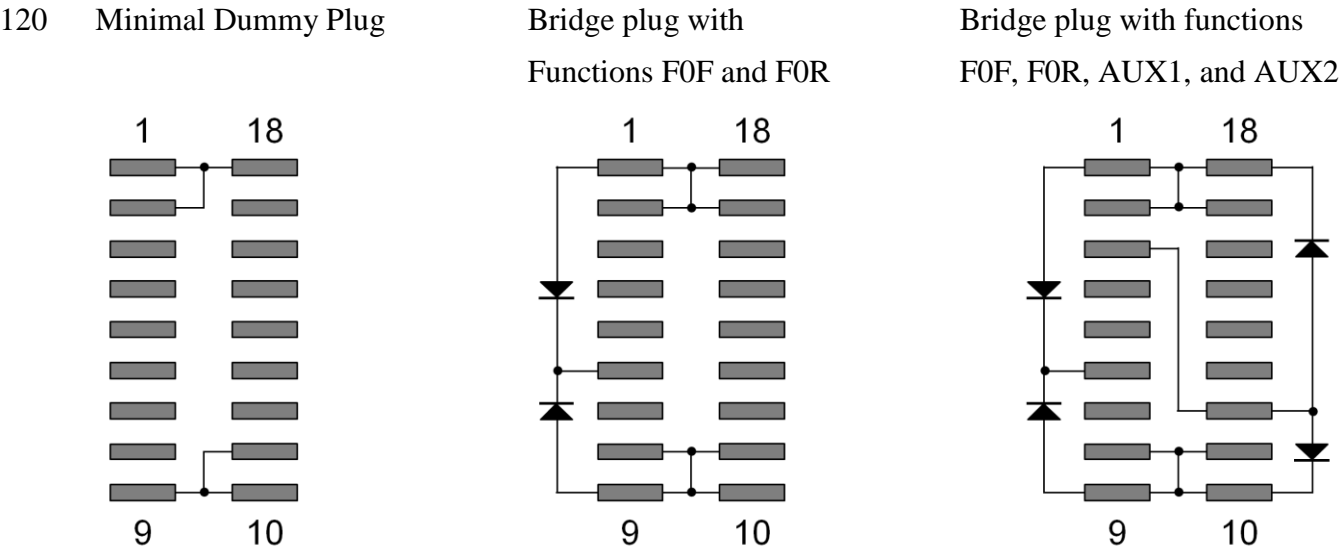 120 Minimal Dummy Plug
Bridge plug with
Functions F0F and F0R
Bridge plug with functions
F0F, F0R, AUX1, and AUX2
1 18
9 10
1 18
9 10
1 18
9 10